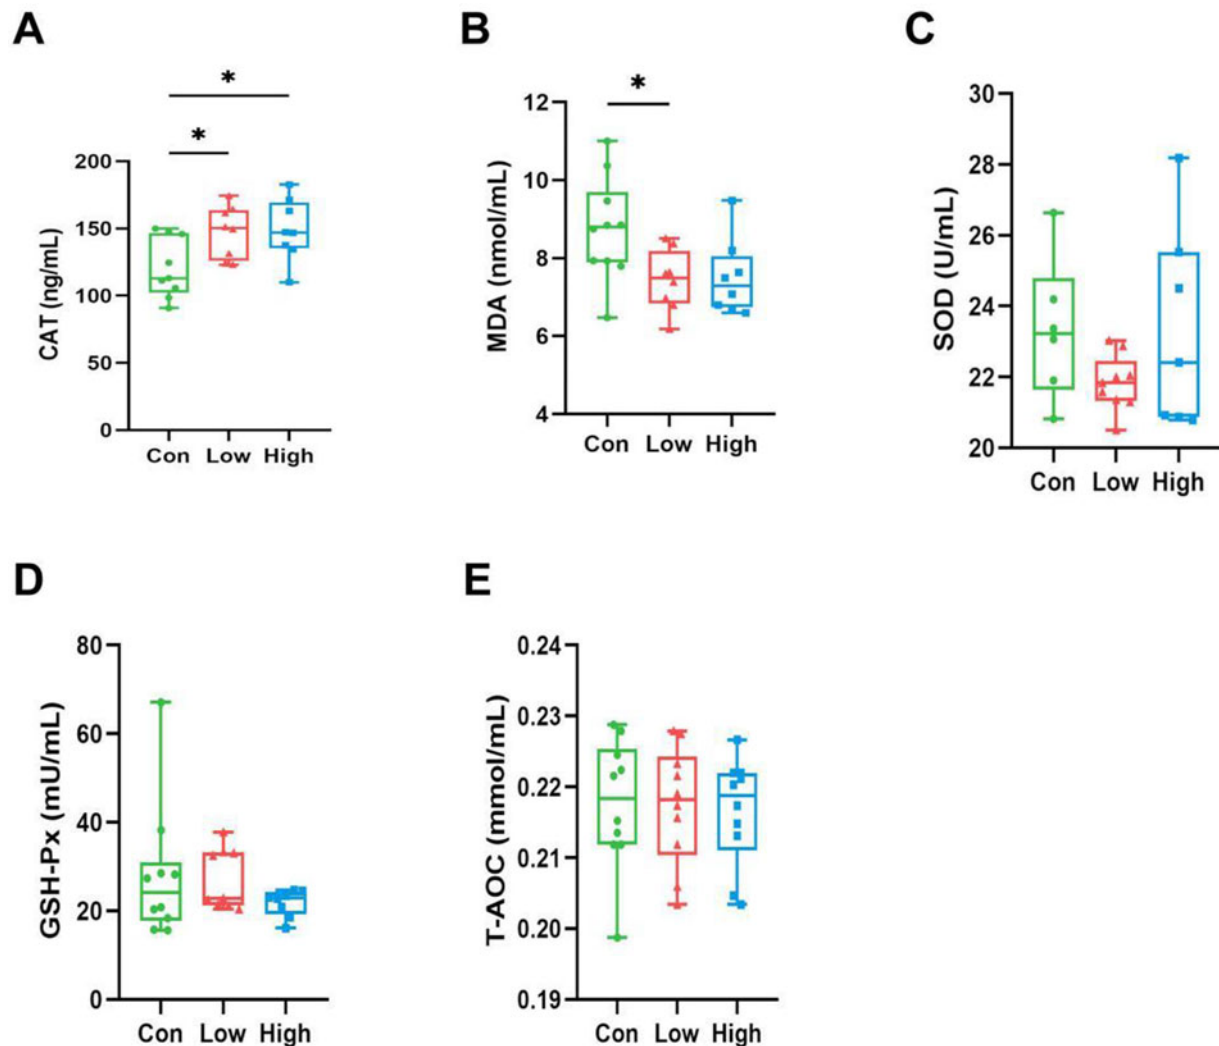 A
*
*
200
150
100
50
0
CAT (ng/mL)
Con Low High
B
*
12
10
8
6
4
MDA (nmol/mL)
Con Low High
C
30
28
26
24
22
20
SOD (U/mL)
Con Low High
D
80
60
40
20
0
GSH-Px (mU/mL)
Con Low High
E
0.24
0.23
0.22
0.21
0.20
0.19
T-AOC (mmol/mL)
Con Low High